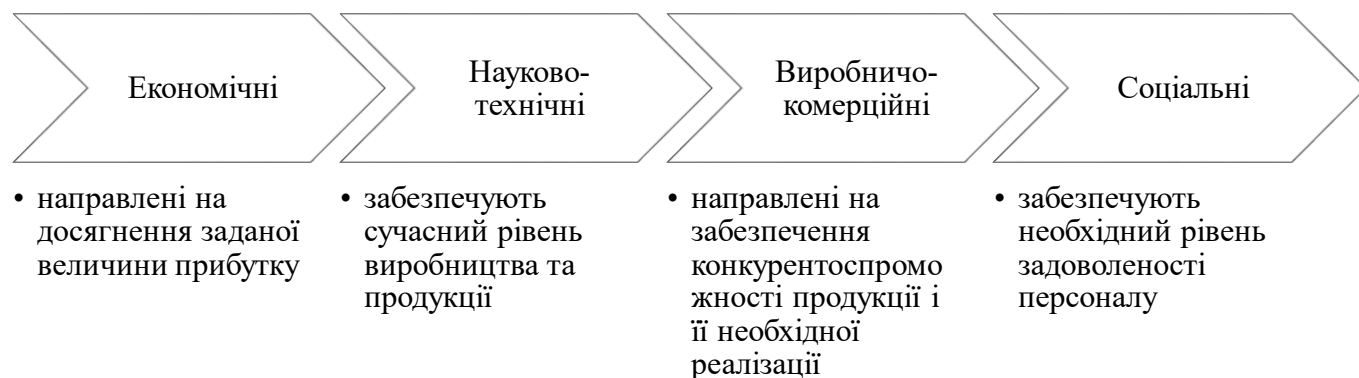 Економічні
Науково-
технічні
Виробничо-
комерційні
Соціальні
• направлені на
досягнення заданої
величини прибутку
• забезпечують
сучасний рівень
виробництва та
продукції
• направлені на
забезпечення
конкурентоспромо
жності продукції і
її необхідної
реалізації
• забезпечують
необхідний рівень
задоволеності
персоналу